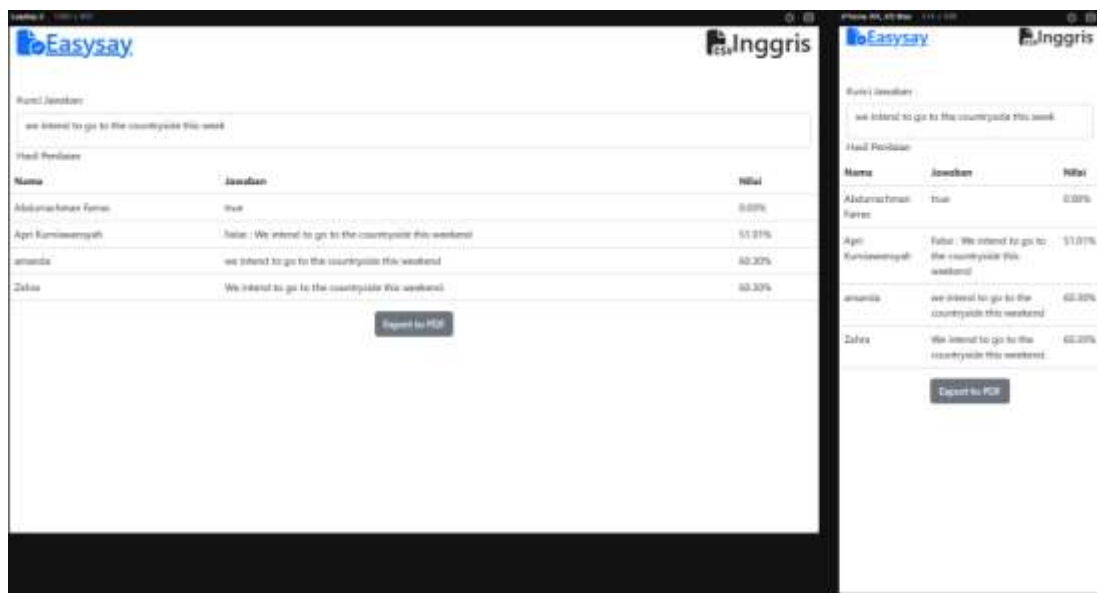 Easysay
Inggris
Kunci Jawaban
we intend to go to the countryside this week
Hasil Penilaian
Nama Jawaban Nilai
Abdurrachman Farras true 0.00%
Apri Kurniawansyah False : We intend to go to the countryside this weekend 51.01%
amanda we intend to go to the countryside this weekend 60.30%
Zahra We intend to go to the countryside this weekend. 60.30%
Export to PDF
Easysay
Inggris
Kunci Jawaban
we intend to go to the countryside this week
Hasil Penilaian
Nama Jawaban Nilai
Abdurrachman true 0.00%
Farras
Apri False : We intend to go to 51.01%
Kurniawansyah the countryside this
weekend
amanda we intend to go to the 60.30%
countryside this weekend
Zahra We intend to go to the 60.30%
countryside this weekend.
Export to PDF